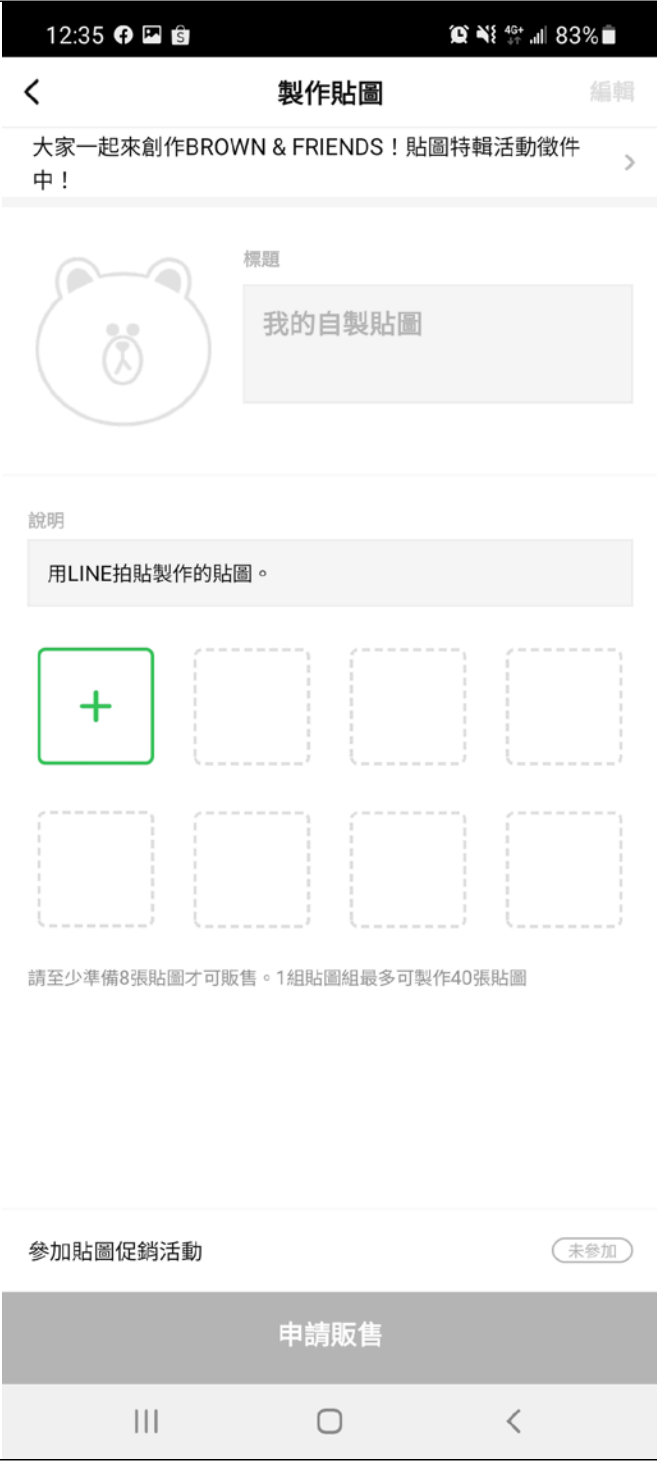 12:35
4G+ 83%
製作貼圖
編輯
大家一起來創作BROWN & FRIENDS！貼圖特輯活動徵件
中！
標題
我的自製貼圖
說明
用LINE拍貼製作的貼圖。
請至少準備8張貼圖才可販售。1組貼圖組最多可製作40張貼圖
參加貼圖促銷活動
未參加
申請販售